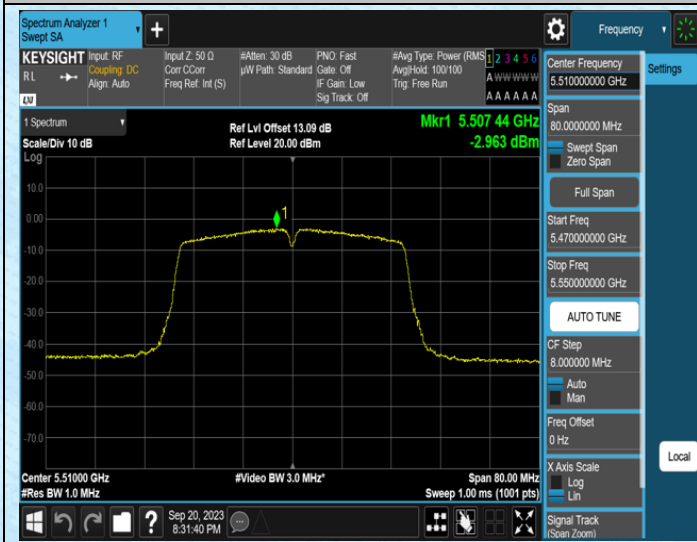 Spectrum Analyzer 1
Swept SA
+
Frequency
KEYSIGHT
RL
LXI
Input: RF
Coupling: DC
Align: Auto
Input Z: 50 Ω
Corr CCorr
Freq Ref: Int (S)
#Atten: 30 dB
µW Path: Standard
PNO: Fast
Gate: Off
IF Gain: Low
Sig Track: Off
#Avg Type: Power (RMS
Avg|Hold: 100/100
Trig: Free Run
1 2 3 4 5 6
A W W W W W
A A A A A A
1 Spectrum
Scale/Div 10 dB
Log
Ref Lvl Offset 13.09 dB
Ref Level 20.00 dBm
Mkr1 5.507 44 GHz
-2.963 dBm
1
10.0
0.00
-10.0
-20.0
-30.0
-40.0
-50.0
-60.0
-70.0
Center 5.51000 GHz
#Res BW 1.0 MHz
#Video BW 3.0 MHz*
Span 80.00 MHz
Sweep 1.00 ms (1001 pts)
?
Sep 20, 2023
8:31:40 PM
Center Frequency
5.510000000 GHz
Span
80.0000000 MHz
Swept Span
Zero Span
Full Span
Start Freq
5.470000000 GHz
Stop Freq
5.550000000 GHz
AUTO TUNE
CF Step
8.000000 MHz
Auto
Man
Freq Offset
0 Hz
X Axis Scale
Log
Lin
Signal Track
(Span Zoom)
Settings
Local